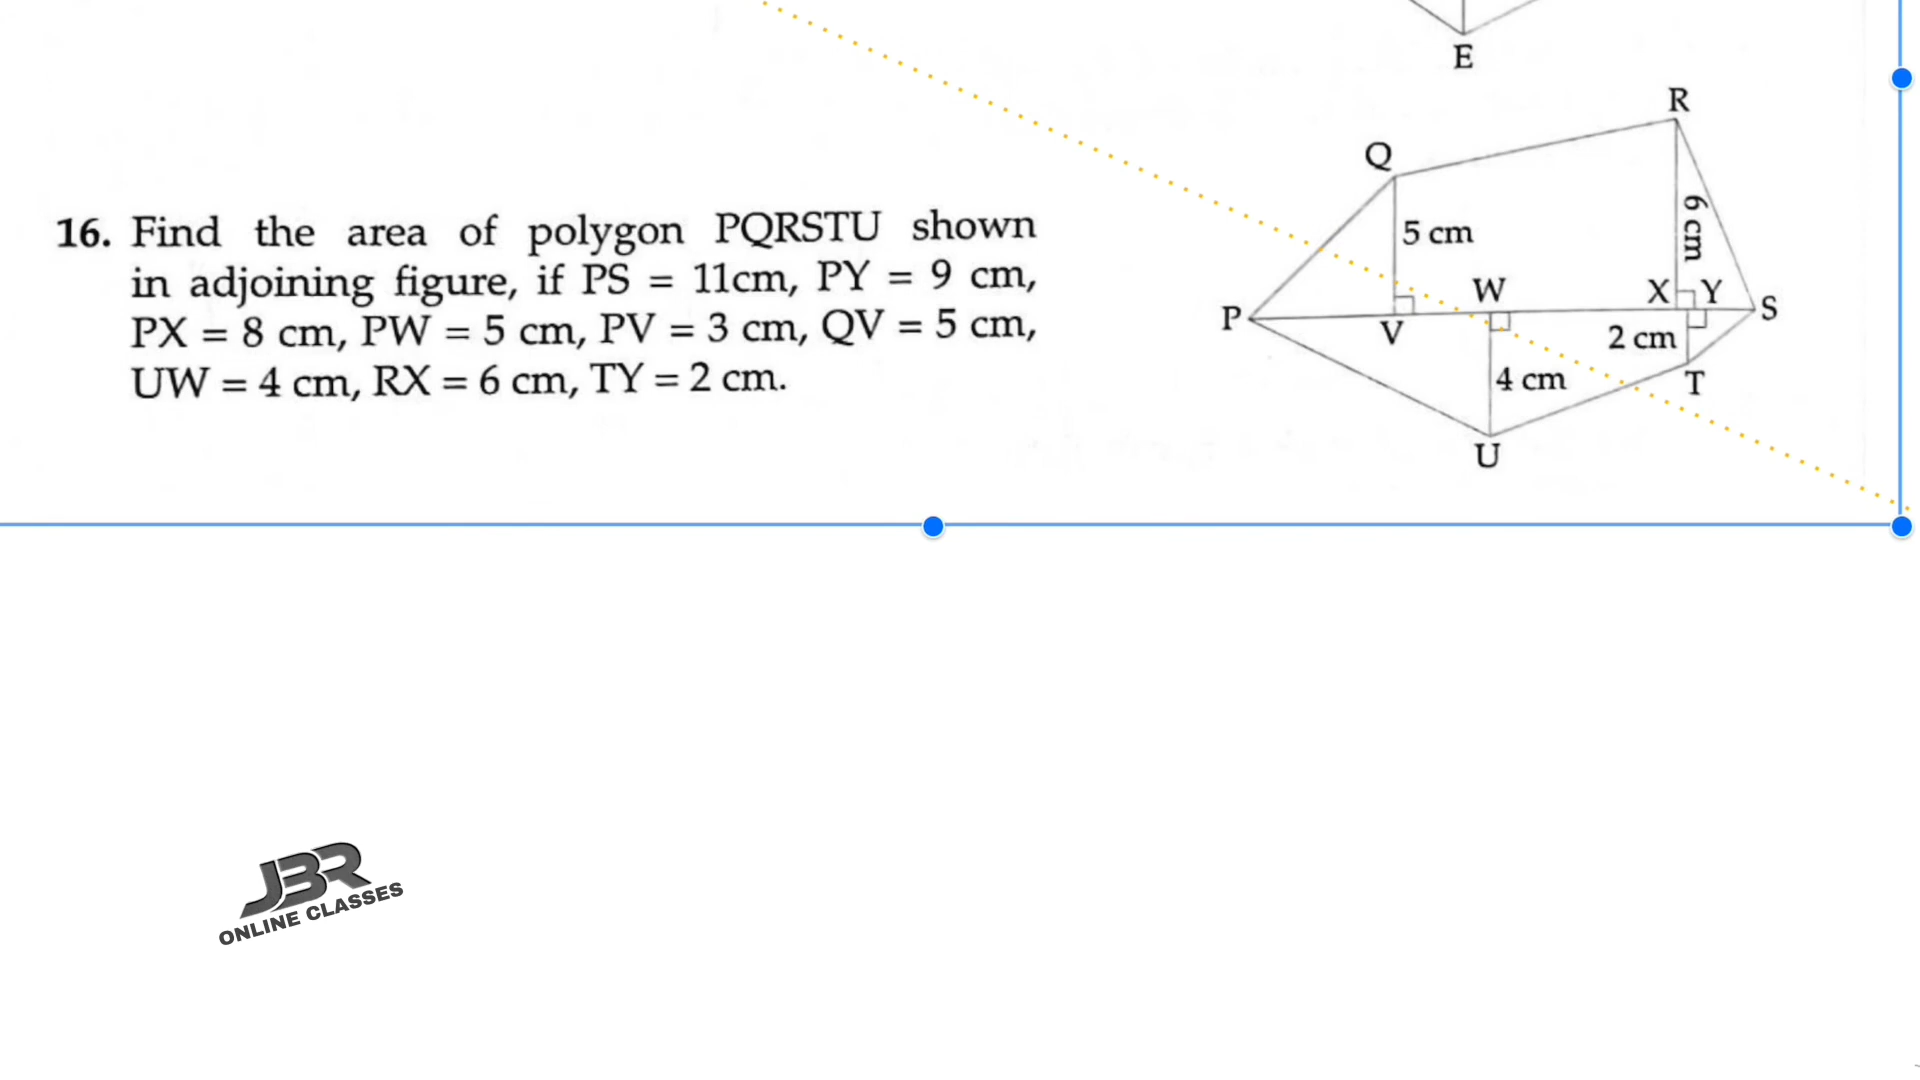 E
R
Q
16. Find the area of polygon PQRSTU shown
in adjoining figure, if PS = 11cm, PY = 9 cm,
PX = 8 cm, PW = 5 cm, PV = 3 cm, QV = 5 cm,
UW = 4 cm, RX = 6 cm, TY = 2 cm.
5 cm
6 cm
W
X Y
P
V
S
2 cm
4 cm
T
U
JBR
ONLINE CLASSES